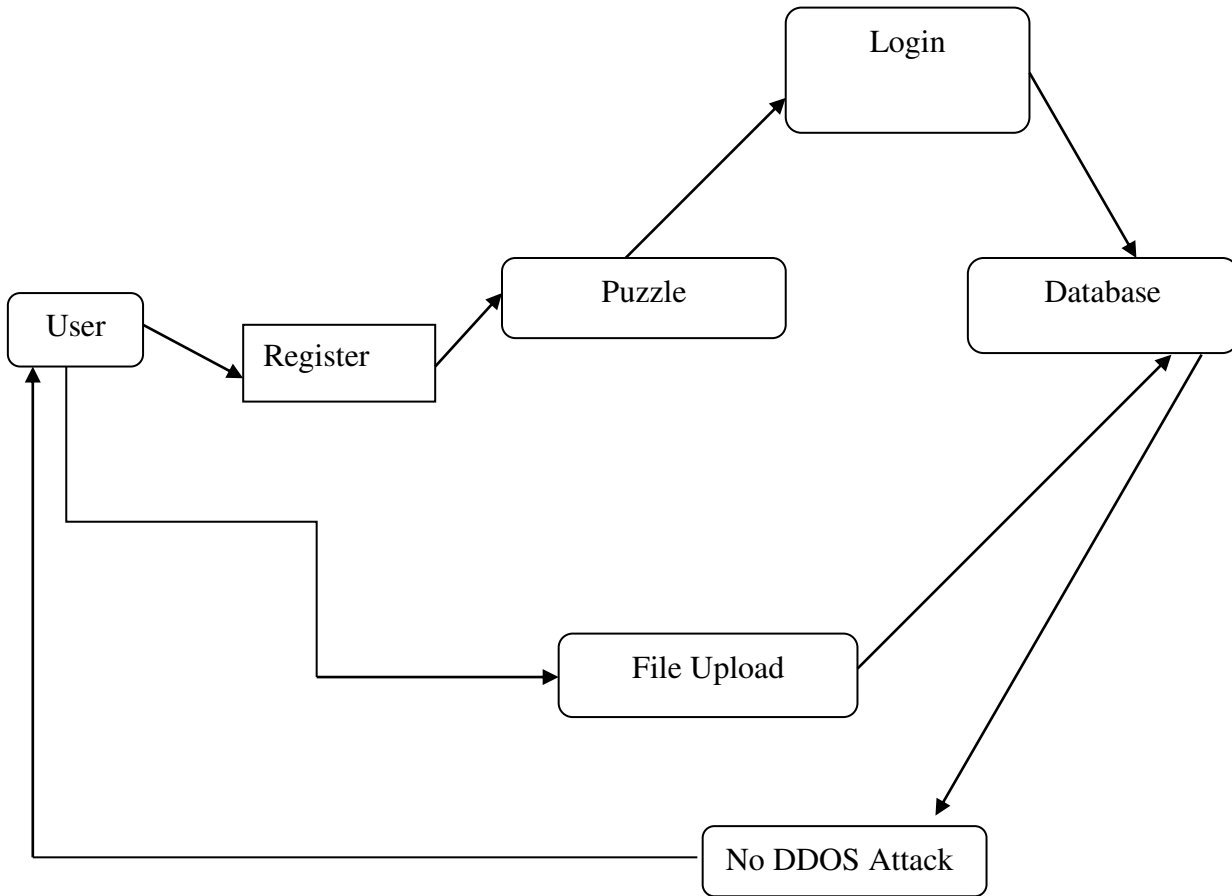 Login
Puzzle
Database
User
Register
File Upload
No DDOS Attack